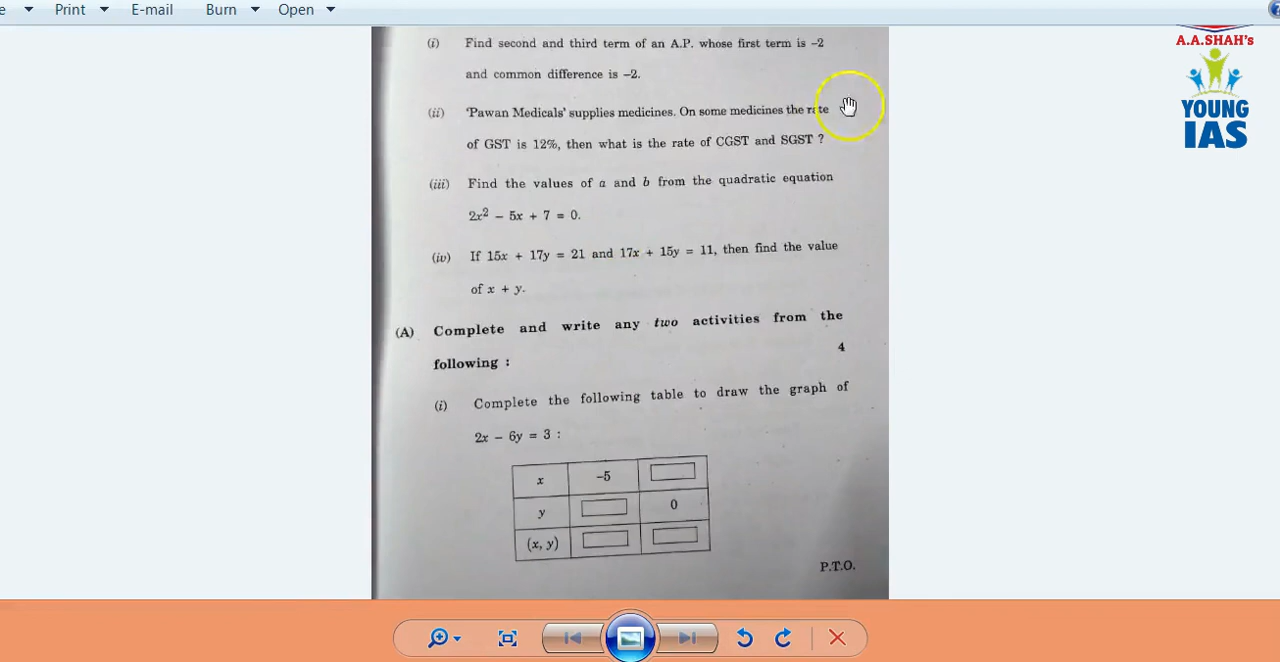 Print
E-mail
Burn
Open
A.A.SHAH's
YOUNG
IAS
(i) Find second and third term of an A.P. whose first term is –2
and common difference is –2.
(ii) 'Pawan Medicals' supplies medicines. On some medicines the rate
of GST is 12%, then what is the rate of CGST and SGST ?
(iii) Find the values of a and b from the quadratic equation
2x² – 5x + 7 = 0.
(iv) If 15x + 17y = 21 and 17x + 15y = 11, then find the value
of x + y.
(A) Complete and write any two activities from the
following : 4
(i) Complete the following table to draw the graph of
2x – 6y = 3 :
x –5
y 0
(x, y)
P.T.O.